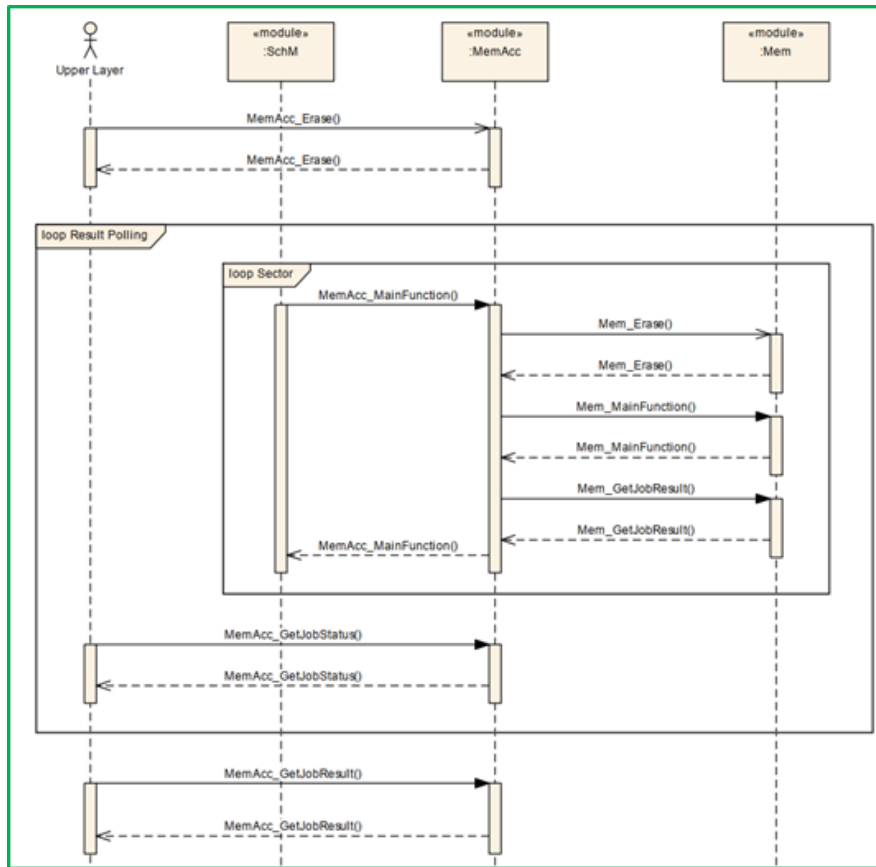 «module»
:SchM
«module»
:MemAcc
«module»
:Mem
Upper Layer
MemAcc_Erase()
MemAcc_Erase()
loop Result Polling
loop Sector
MemAcc_MainFunction()
Mem_Erase()
Mem_Erase()
Mem_MainFunction()
Mem_MainFunction()
Mem_GetJobResult()
Mem_GetJobResult()
MemAcc_MainFunction()
MemAcc_GetJobStatus()
MemAcc_GetJobStatus()
MemAcc_GetJobResult()
MemAcc_GetJobResult()